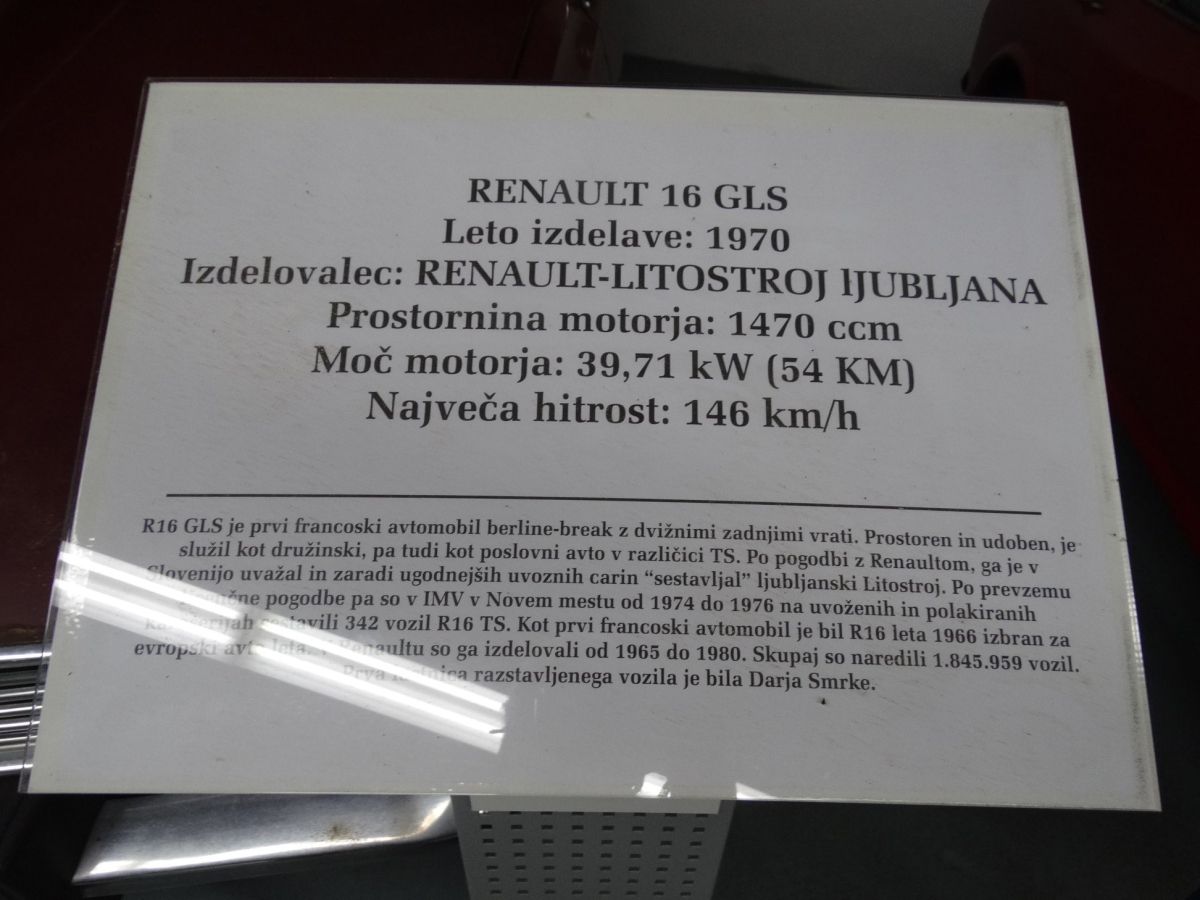 RENAULT 16 GLS
Leto izdelave: 1970
Izdelovalec: RENAULT-LITOSTROJ lJUBLJANA
Prostornina motorja: 1470 ccm
Moč motorja: 39,71 kW (54 KM)
Največa hitrost: 146 km/h
R16 GLS je prvi francoski avtomobil berline-break z dvižnimi zadnjimi vrati. Prostoren in udoben, je
služil kot družinski, pa tudi kot poslovni avto v različici TS. Po pogodbi z Renaultom, ga je v
Slovenijo uvažal in zaradi ugodnejših uvoznih carin “sestavljal” ljubljanski Litostroj. Po prevzemu
pogodbe pa so v IMV v Novem mestu od 1974 do 1976 na uvoženih in polakiranih
sestavili 342 vozil R16 TS. Kot prvi francoski avtomobil je bil R16 leta 1966 izbran za
evropski avto leta. V Renaultu so ga izdelovali od 1965 do 1980. Skupaj so naredili 1.845.959 vozil.
Prva razstavljenega vozila je bila Darja Smrke.